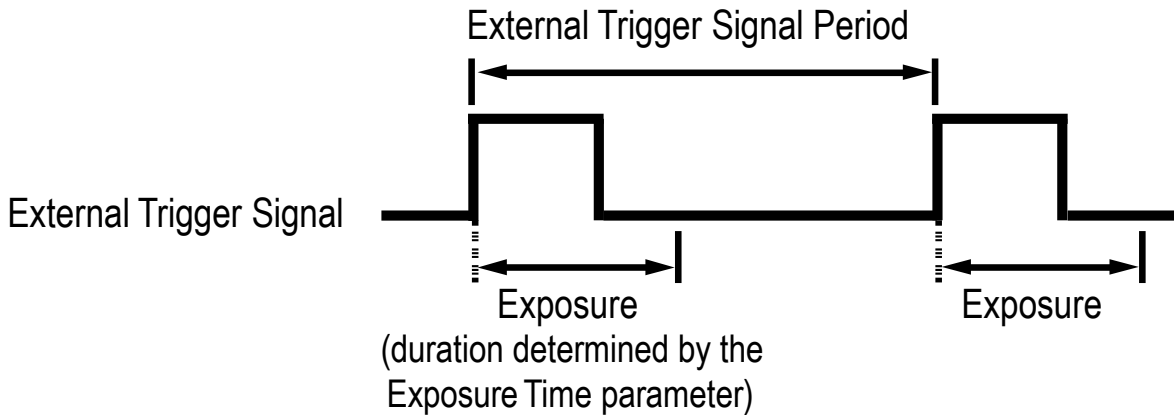 External Trigger Signal Period
External Trigger Signal
Exposure
(duration determined by the
Exposure Time parameter)
Exposure